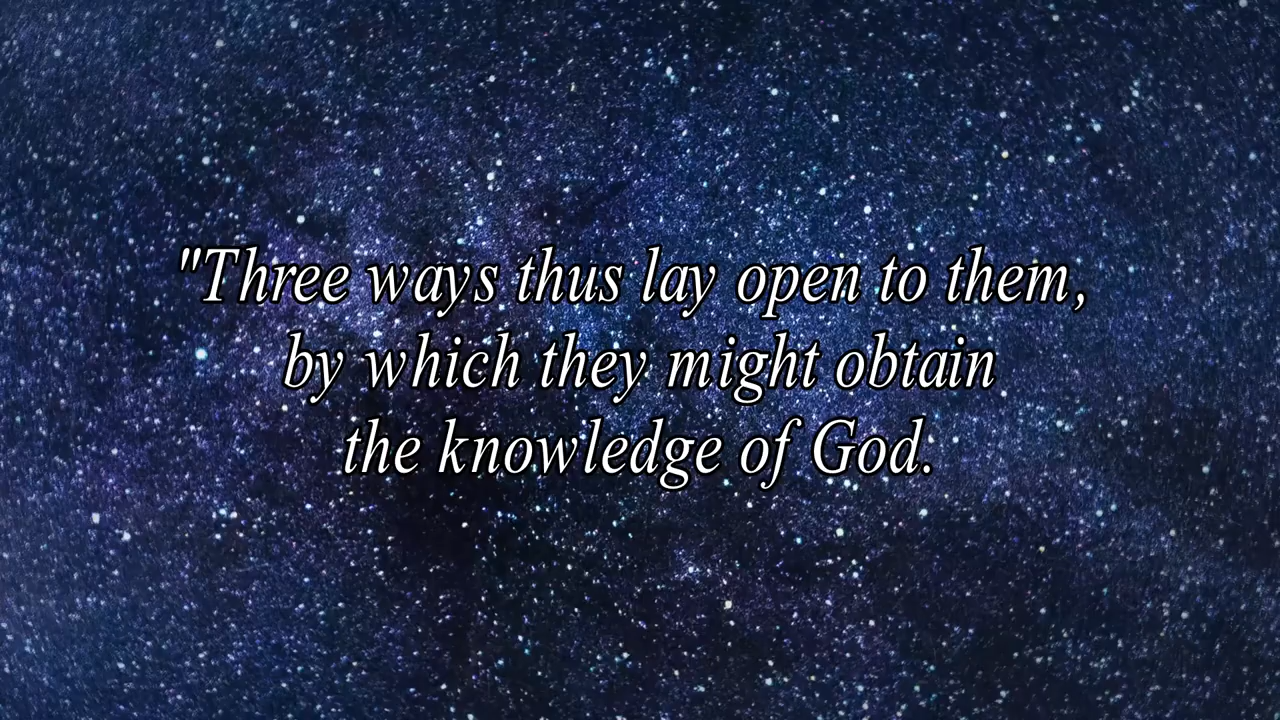 "Three ways thus lay open to them,
by which they might obtain
the knowledge of God.